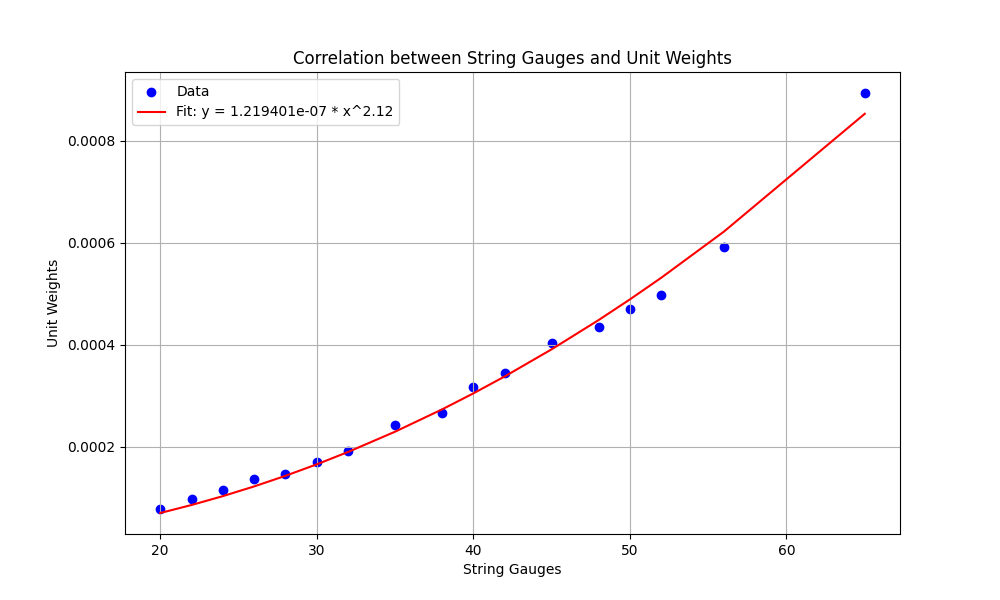 Correlation between String Gauges and Unit Weights
Data
Fit: y = 1.219401e-07 * x^2.12
0.0008
0.0006
0.0004
0.0002
Unit Weights
20 30 40 50 60
String Gauges